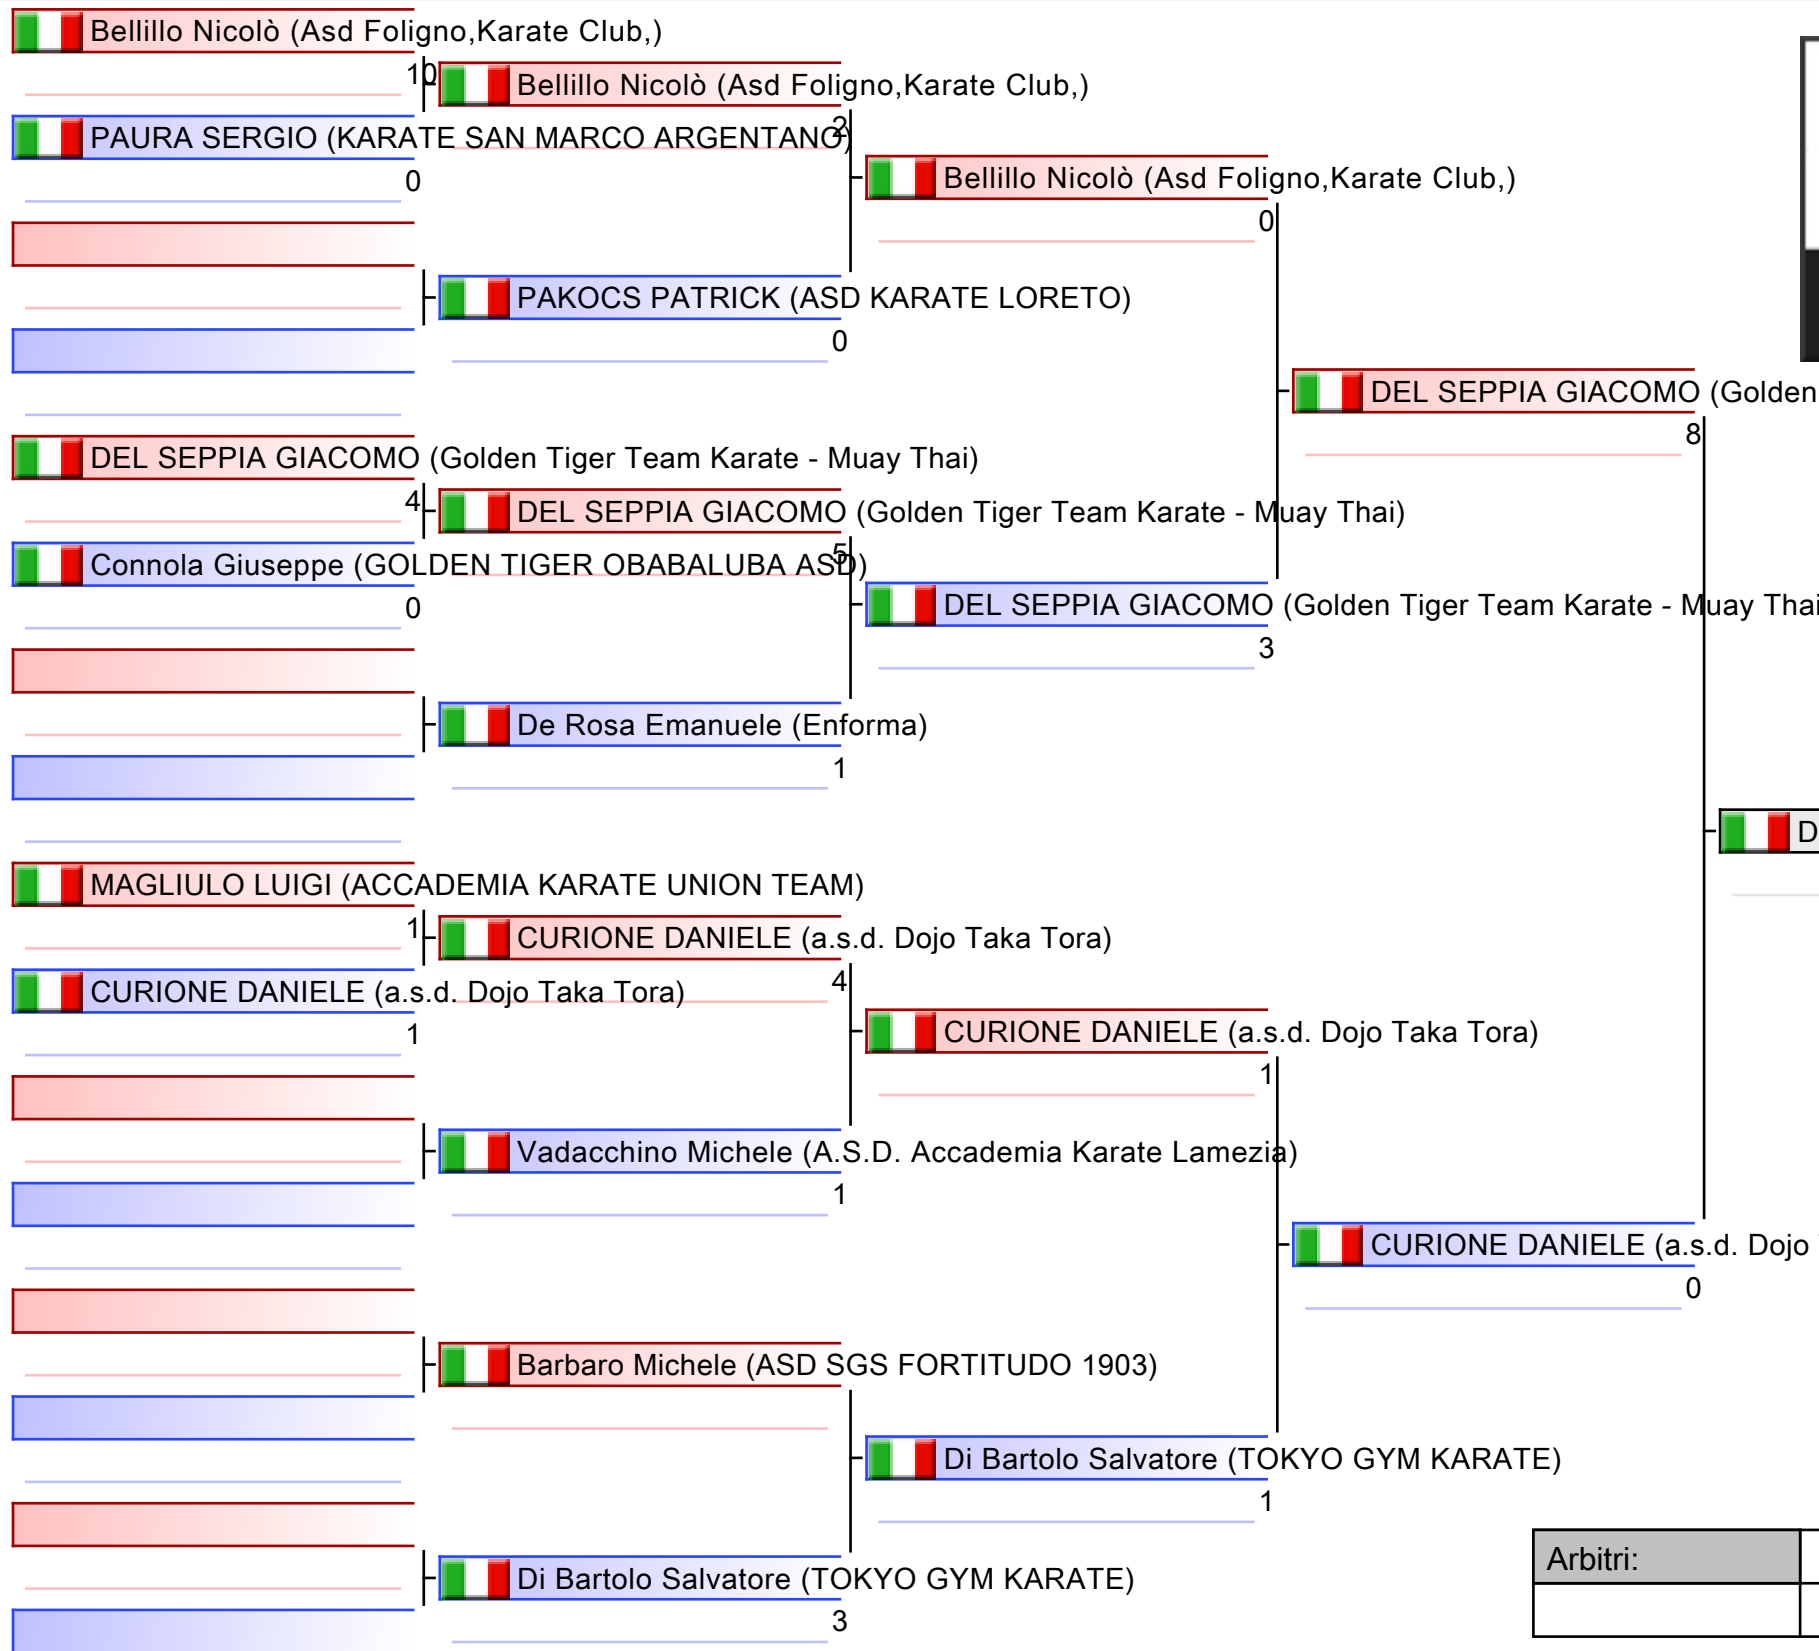 Bellillo Nicolò (Asd Foligno,Karate Club,)
10
Bellillo Nicolò (Asd Foligno,Karate Club,)
PAURA SERGIO (KARATE SAN MARCO ARGENTANO)
2
0
Bellillo Nicolò (Asd Foligno,Karate Club,)
0
PAKOCS PATRICK (ASD KARATE LORETO)
0
DEL SEPPIA GIACOMO (Golden
8
DEL SEPPIA GIACOMO (Golden Tiger Team Karate - Muay Thai)
4
DEL SEPPIA GIACOMO (Golden Tiger Team Karate - Muay Thai)
5
Connola Giuseppe (GOLDEN TIGER OBABALUBA ASD)
0
DEL SEPPIA GIACOMO (Golden Tiger Team Karate - Muay Thai
3
De Rosa Emanuele (Enforma)
1
D
MAGLIULO LUIGI (ACCADEMIA KARATE UNION TEAM)
1
CURIONE DANIELE (a.s.d. Dojo Taka Tora)
4
CURIONE DANIELE (a.s.d. Dojo Taka Tora)
1
CURIONE DANIELE (a.s.d. Dojo Taka Tora)
1
Vadacchino Michele (A.S.D. Accademia Karate Lamezia)
1
CURIONE DANIELE (a.s.d. Dojo
0
Barbaro Michele (ASD SGS FORTITUDO 1903)
Di Bartolo Salvatore (TOKYO GYM KARATE)
1
Arbitri:
Di Bartolo Salvatore (TOKYO GYM KARATE)
3